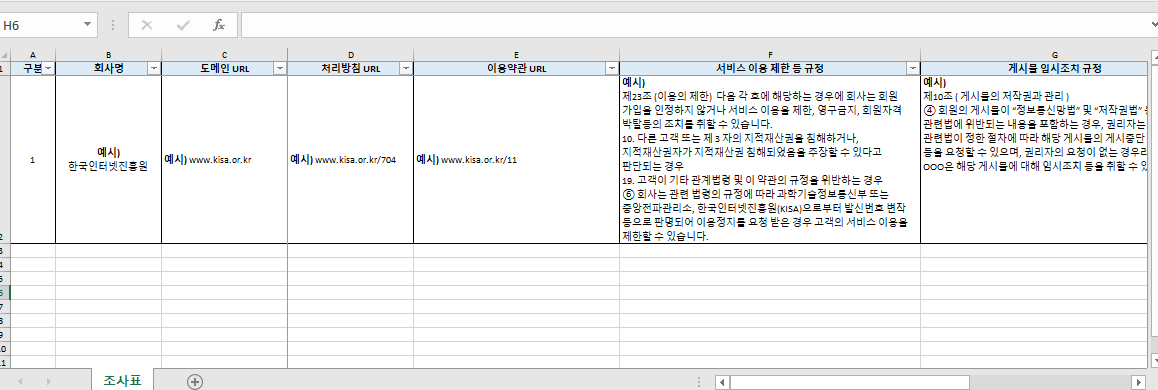 H6
fx
A B C D E F G
1 구분 회사명 도메인 URL 처리방침 URL 이용약관 URL 서비스 이용 제한 등 규정 게시물 임시조치 규정
1
예시)
한국인터넷진흥원
예시) www.kisa.or.kr
예시) www.kisa.or.kr/704
예시) www.kisa.or.kr/11
예시)
제23조 (이용의 제한) 다음 각 호에 해당하는 경우에 회사는 회원
가입을 인정하지 않거나 서비스 이용을 제한, 영구금지, 회원자격
박탈등의 조치를 취할 수 있습니다.
10. 다른 고객 또는 제 3 자의 지적재산권을 침해하거나,
지적재산권자가 지적재산권 침해되었음을 주장할 수 있다고
판단되는 경우
19. 고객이 기타 관계법령 및 이 약관의 규정을 위반하는 경우
⑥ 회사는 관련 법령의 규정에 따라 과학기술정보통신부 또는
중앙전파관리소, 한국인터넷진흥원(KISA)으로부터 발신번호 변작
등으로 판명되어 이용정지를 요청 받은 경우 고객의 서비스 이용을
제한할 수 있습니다.
예시)
제10조 ( 게시물의 저작권과 관리 )
④ 회원의 게시물이 "정보통신망법" 및 "저작권법"
관련법에 위반되는 내용을 포함하는 경우, 권리자는
관련법이 정한 절차에 따라 해당 게시물의 게시중단
등을 요청할 수 있으며, 권리자의 요청이 없는 경우라
OOO은 해당 게시물에 대해 임시조치 등을 취할 수 있
2
3
4
5
6
7
8
9
10
11
조사표